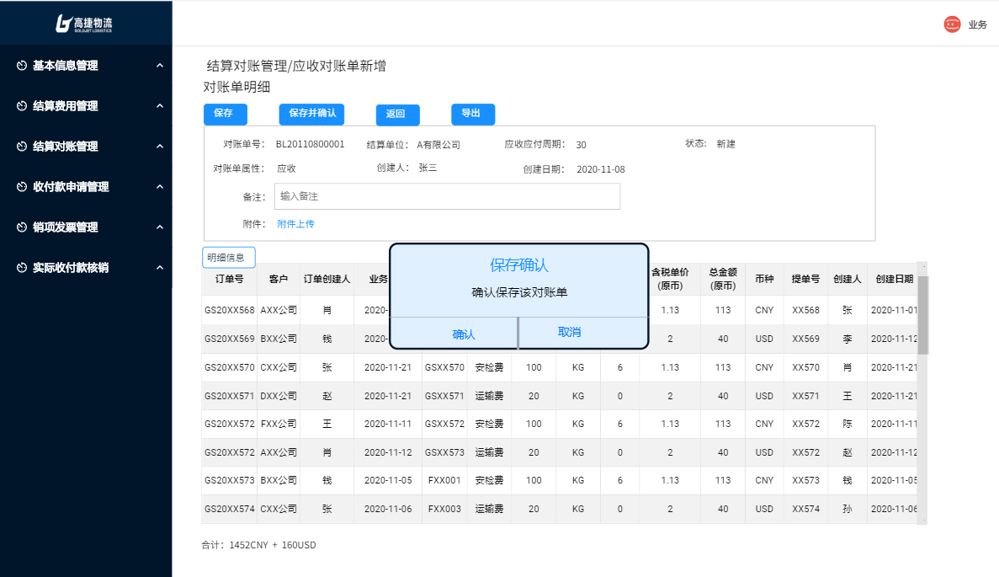 高捷物流
GOLDJET LOGISTICS
业务
基本信息管理
结算费用管理
结算对账管理
收付款申请管理
销项发票管理
实际收付款核销
结算对账管理/应收对账单新增
对账单明细
保存 保存并确认 返回 导出
对账单号： BL20110800001 结算单位： A有限公司 应收应付周期： 30 状态： 新建
对账单属性： 应收 创建人： 张三 创建日期： 2020-11-08
备注： 输入备注
附件： 附件上传
明细信息
保存确认
确认保存该对账单
确认 取消
订单号 客户 订单创建人 业务 含税单价(原币) 总金额(原币) 币种 提单号 创建人 创建日期
GS20XX568 AXX公司 肖 2020- 1.13 113 CNY XX568 张 2020-11-01
GS20XX569 BXX公司 钱 2020- 2 40 USD XX569 李 2020-11-12
GS20XX570 CXX公司 张 2020-11-21 GSXX570 安检费 100 KG 6 1.13 113 CNY XX570 肖 2020-11-21
GS20XX571 DXX公司 赵 2020-11-21 GSXX571 运输费 20 KG 0 2 40 USD XX571 王 2020-11-21
GS20XX572 FXX公司 王 2020-11-11 GSXX572 安检费 100 KG 6 1.13 113 CNY XX572 陈 2020-11-11
GS20XX572 AXX公司 肖 2020-11-12 GSXX573 运输费 20 KG 0 2 40 USD XX572 赵 2020-11-12
GS20XX573 BXX公司 钱 2020-11-05 FXX001 安检费 100 KG 6 1.13 113 CNY XX573 钱 2020-11-05
GS20XX574 CXX公司 张 2020-11-06 FXX003 运输费 20 KG 0 2 40 USD XX574 孙 2020-11-06
合计：1452CNY + 160USD